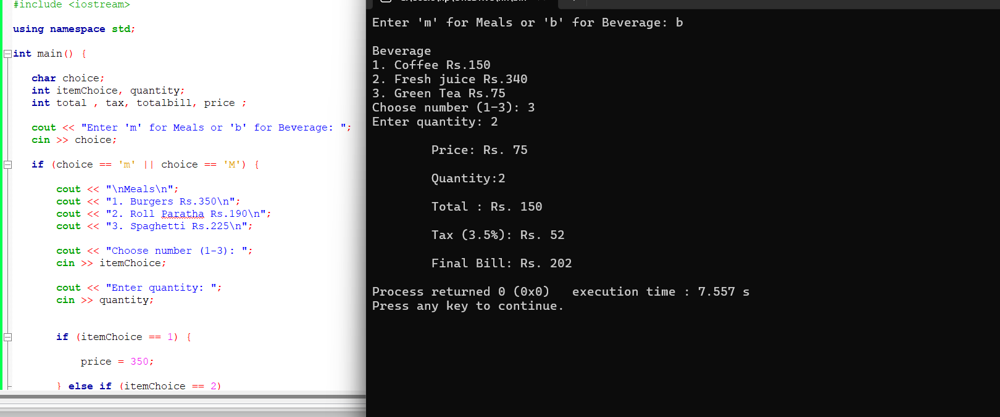 #include <iostream>
using namespace std;
int main() {
char choice;
int itemChoice, quantity;
int total , tax, totalbill, price ;
cout << "Enter 'm' for Meals or 'b' for Beverage: ";
cin >> choice;
if (choice == 'm' || choice == 'M') {
cout << "\nMeals\n";
cout << "1. Burgers Rs.350\n";
cout << "2. Roll Paratha Rs.190\n";
cout << "3. Spaghetti Rs.225\n";
cout << "Choose number (1-3): ";
cin >> itemChoice;
cout << "Enter quantity: ";
cin >> quantity;
if (itemChoice == 1) {
price = 350;
} else if (itemChoice == 2)
Enter 'm' for Meals or 'b' for Beverage: b
Beverage
1. Coffee Rs.150
2. Fresh juice Rs.340
3. Green Tea Rs.75
Choose number (1-3): 3
Enter quantity: 2
Price: Rs. 75
Quantity:2
Total : Rs. 150
Tax (3.5%): Rs. 52
Final Bill: Rs. 202
Process returned 0 (0x0)   execution time : 7.557 s
Press any key to continue.